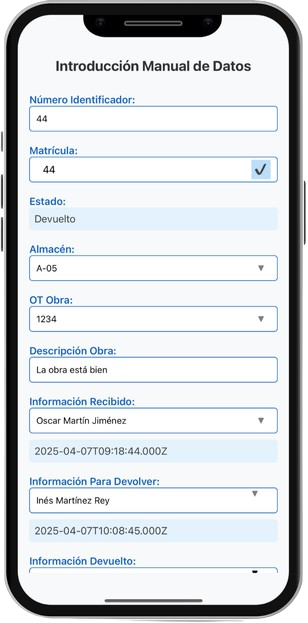 Introducción Manual de Datos
Número Identificador:
44
Matrícula:
44
Estado:
Devuelto
Almacén:
A-05
OT Obra:
1234
Descripción Obra:
La obra está bien
Información Recibido:
Oscar Martín Jiménez
2025-04-07T09:18:44.000Z
Información Para Devolver:
Inés Martínez Rey
2025-04-07T10:08:45.000Z
Información Devuelto: